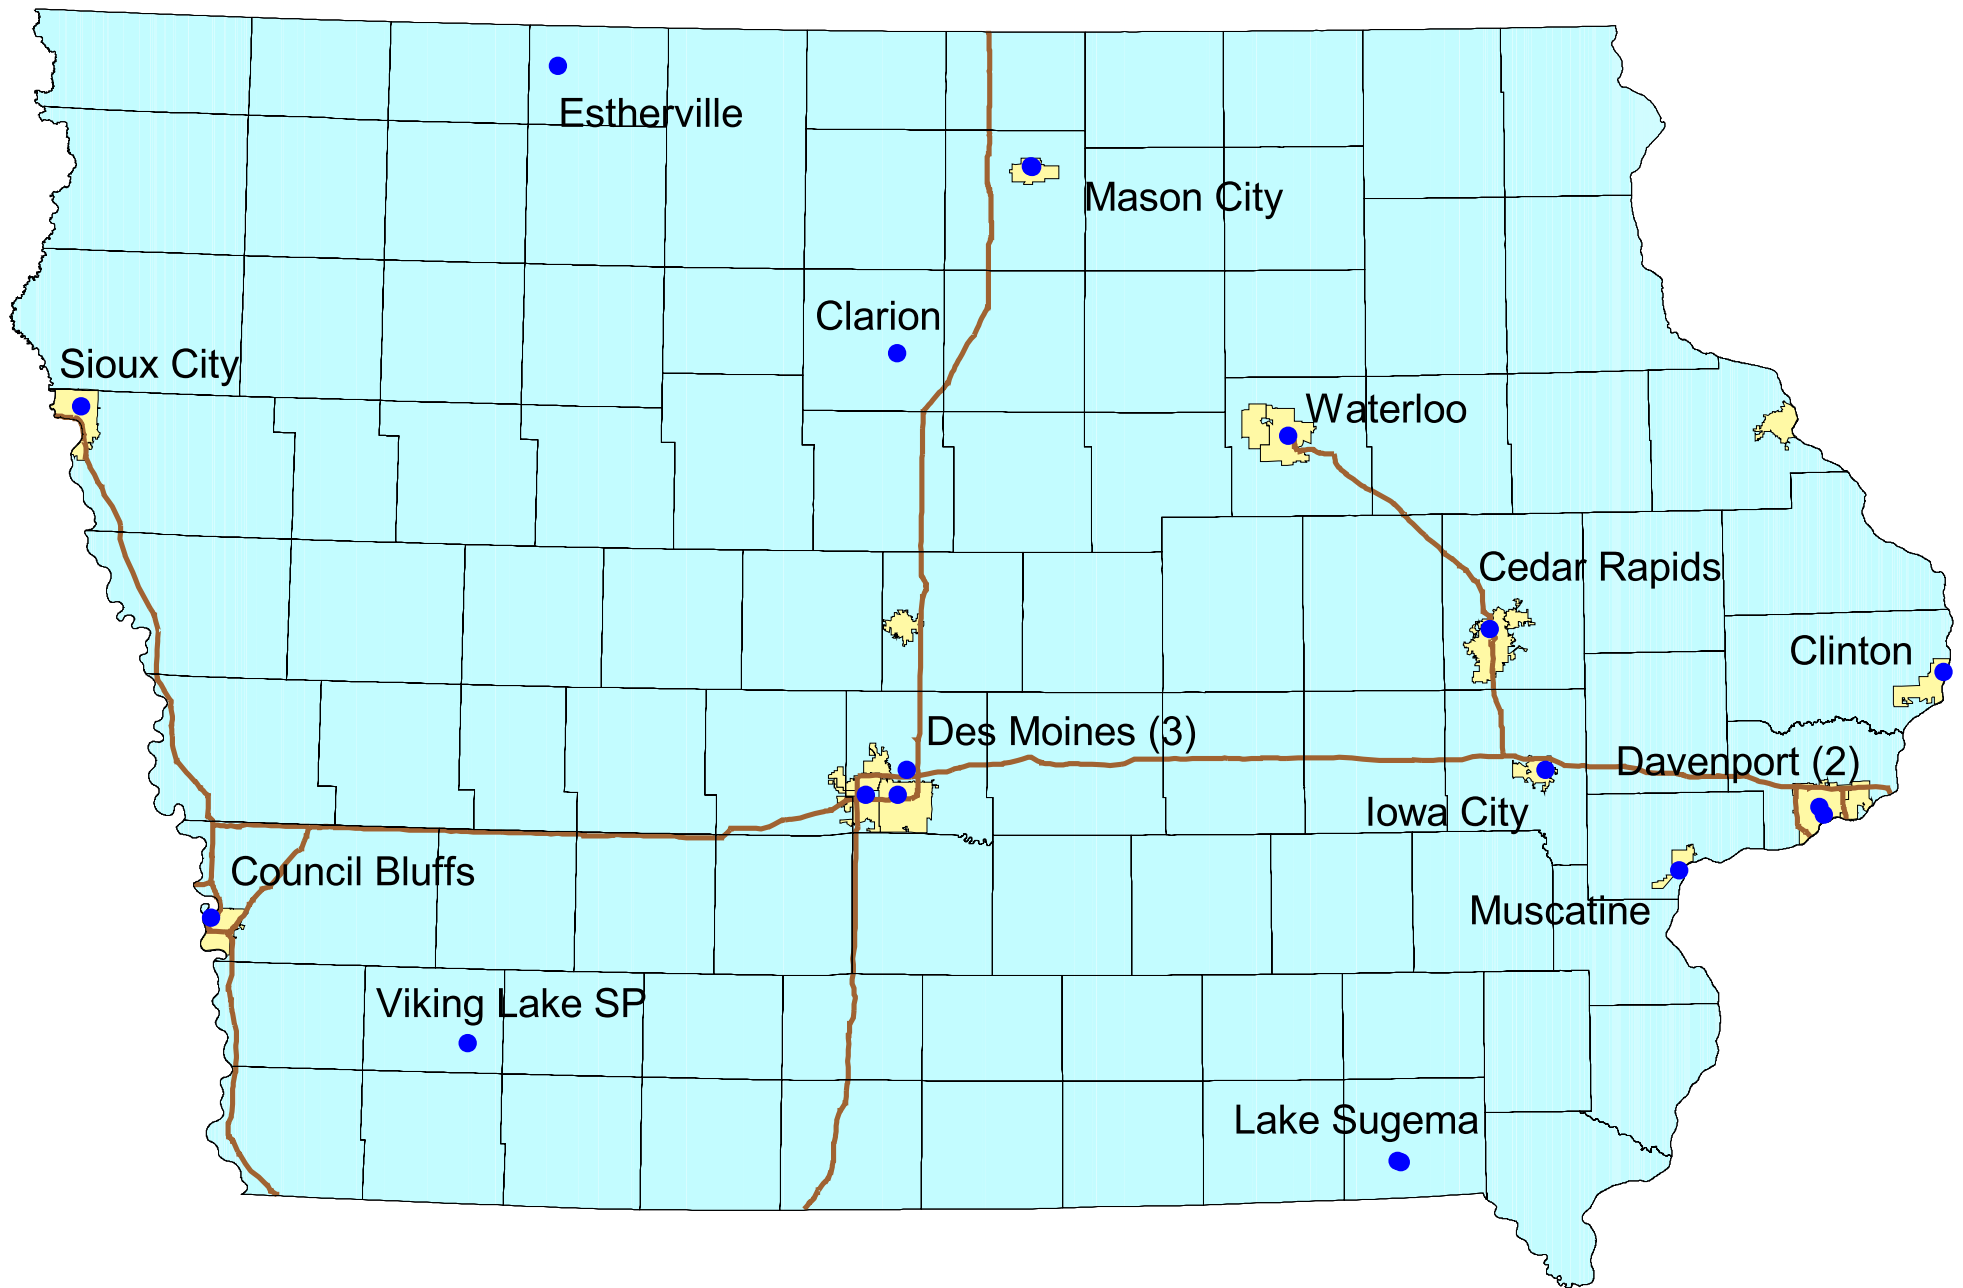 Estherville
Mason City
Clarion
Sioux City
Waterloo
Cedar Rapids
Clinton
Des Moines (3)
Davenport (2)
Iowa City
Council Bluffs
Muscatine
Viking Lake SP
Lake Sugema